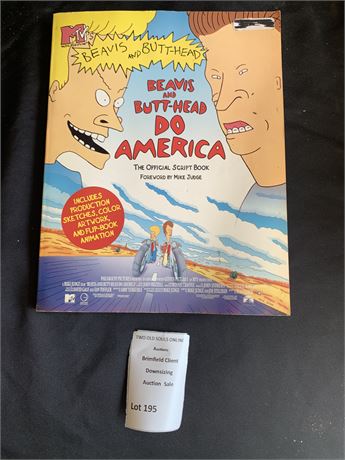 MTV's
BEAVIS AND BUTT-HEAD
BEAVIS
AND
BUTT-HEAD
DO
AMERICA
THE OFFICIAL SCRIPT BOOK
FOREWORD BY MIKE JUDGE
INCLUDES
PRODUCTION
SKETCHES, COLOR
ARTWORK,
AND FLIP-BOOK
ANIMATION
TWO OLD SOULS ONLINE
Auctions
Brimfield Client
Downsizing
Auction Sale
Lot 195